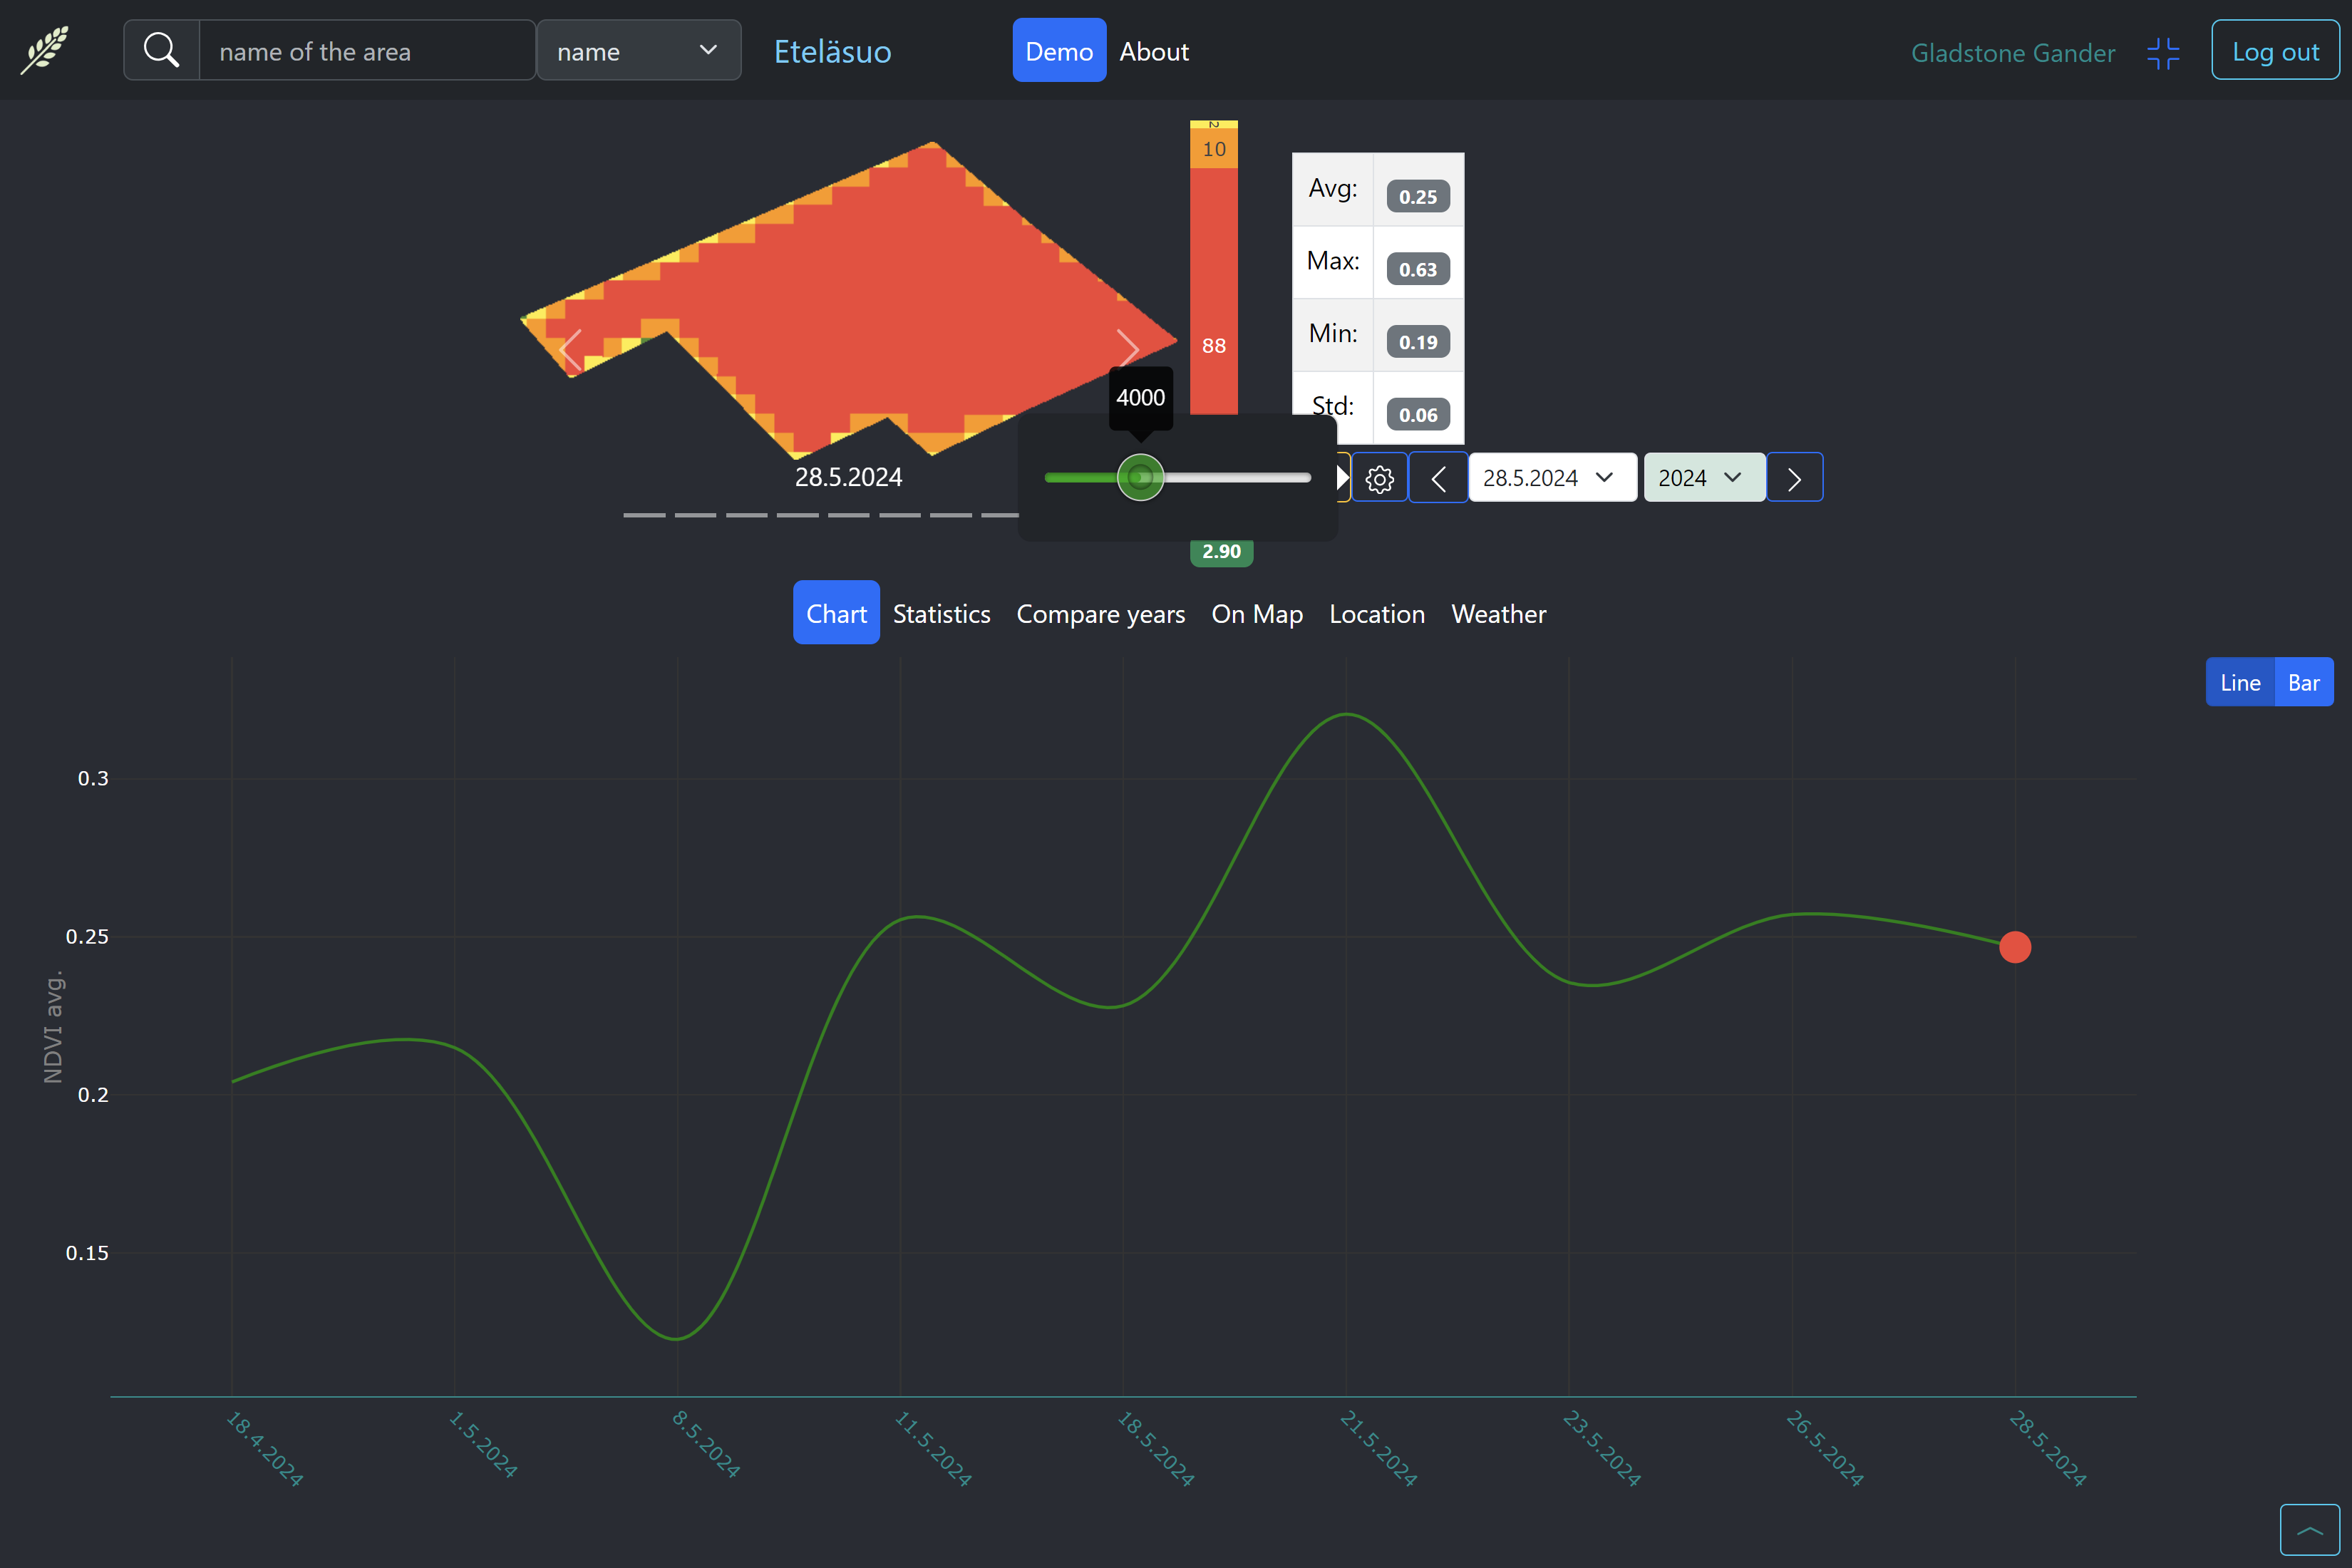 name of the area
name
Eteläsuo
Demo
About
Gladstone Gander
Log out
2
10
88
Avg: 0.25
Max: 0.63
Min: 0.19
Std: 0.06
4000
28.5.2024
28.5.2024
2024
2.90
Chart
Statistics
Compare years
On Map
Location
Weather
Line
Bar
NDVI avg.
0.3
0.25
0.2
0.15
18.4.2024
1.5.2024
8.5.2024
11.5.2024
18.5.2024
21.5.2024
23.5.2024
26.5.2024
28.5.2024